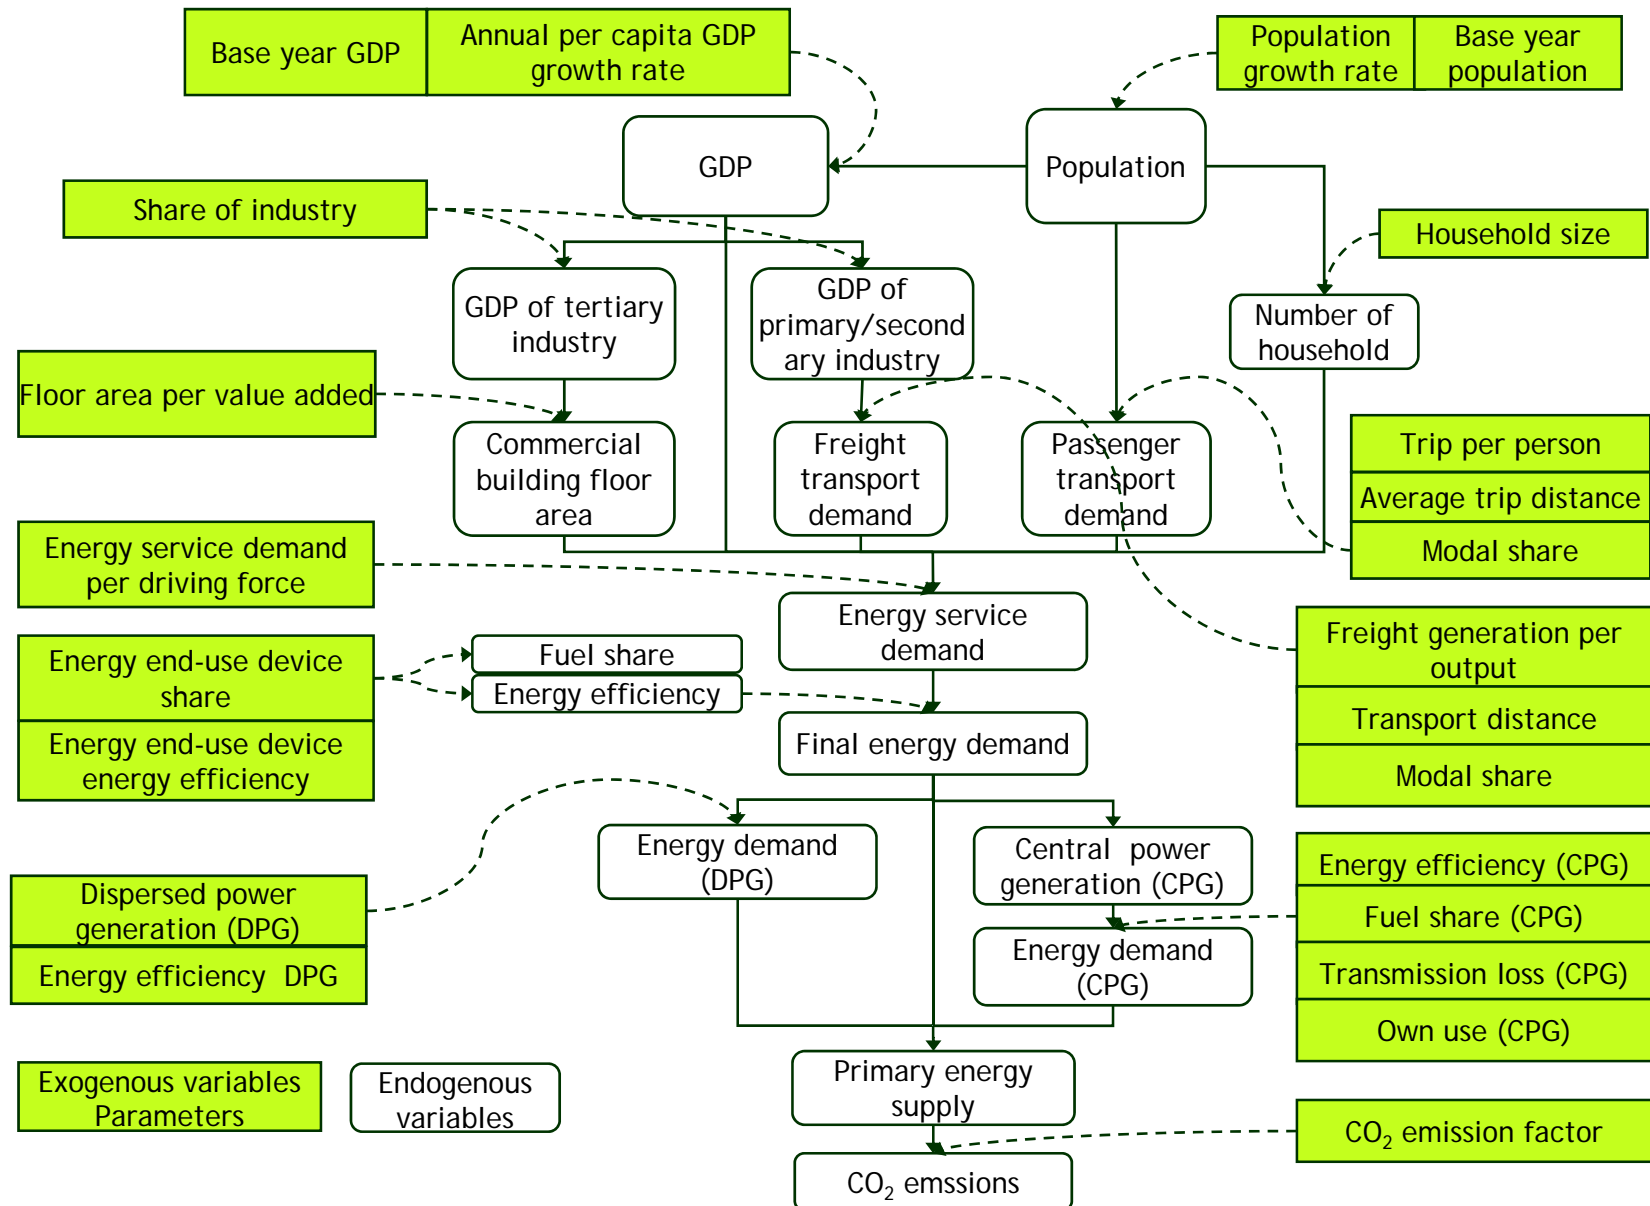 Base year GDP
Annual per capita GDP
growth rate
Population
growth rate
Base year
population
GDP
Population
Share of industry
Household size
GDP of tertiary
industry
GDP of
primary/second
ary industry
Number of
household
Floor area per value added
Commercial
building floor
area
Freight
transport
demand
Passenger
transport
demand
Trip per person
Average trip distance
Modal share
Energy service demand
per driving force
Energy service
demand
Freight generation per
output
Transport distance
Modal share
Energy end-use device
share
Energy end-use device
energy efficiency
Fuel share
Energy efficiency
Final energy demand
Energy demand
(DPG)
Central  power
generation (CPG)
Energy efficiency (CPG)
Fuel share (CPG)
Transmission loss (CPG)
Own use (CPG)
Dispersed power
generation (DPG)
Energy efficiency  DPG
Energy demand
(CPG)
Exogenous variables
Parameters
Endogenous
variables
Primary energy
supply
CO₂ emission factor
CO₂ emssions